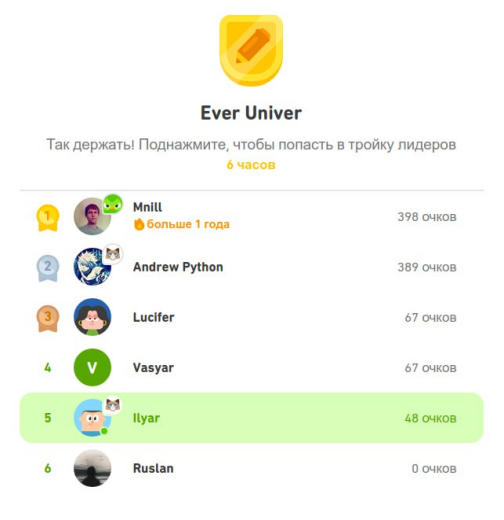 Ever Univer
Так держать! Поднажмите, чтобы попасть в тройку лидеров
6 часов
1
Mnill
больше 1 года
398 очков
2
Andrew Python
389 очков
3
Lucifer
67 очков
4
V
Vasyar
67 очков
5
Ilyar
48 очков
6
Ruslan
0 очков